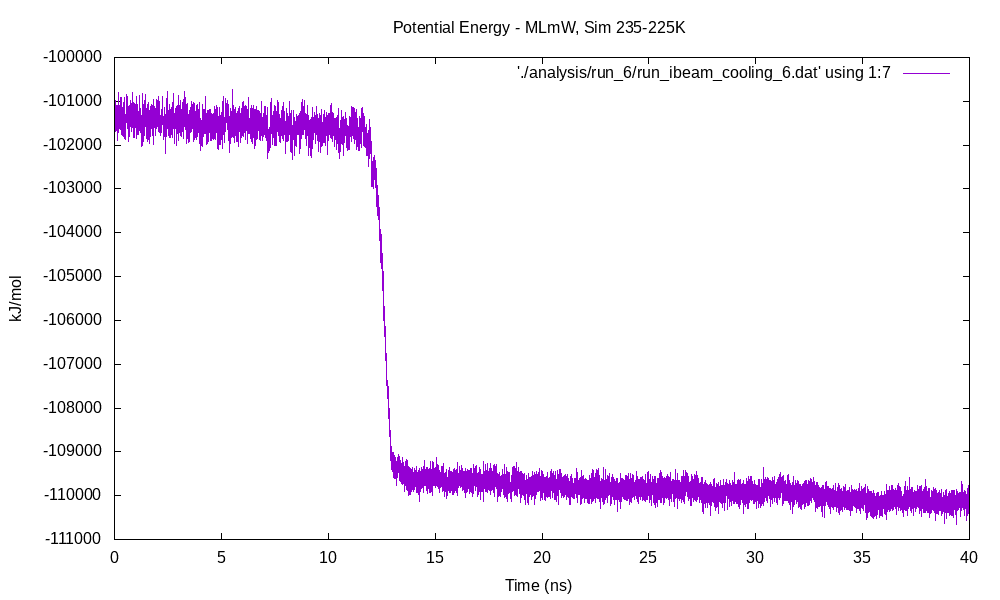 Potential Energy - MLmW, Sim 235-225K
'./analysis/run_6/run_ibeam_cooling_6.dat' using 1:7
-100000
-101000
-102000
-103000
-104000
-105000
-106000
-107000
-108000
-109000
-110000
-111000
kJ/mol
0 5 10 15 20 25 30 35 40
Time (ns)